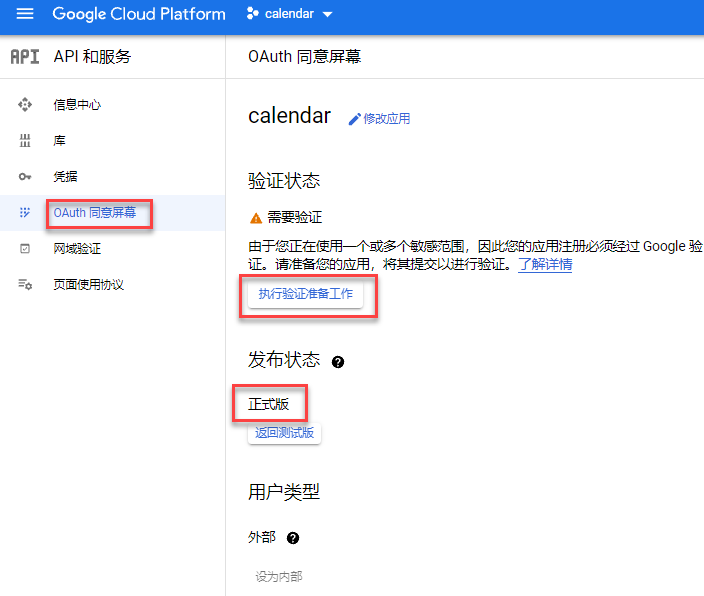 Google Cloud Platform
calendar
API
API 和服务
OAuth 同意屏幕
信息中心
库
凭据
OAuth 同意屏幕
网域验证
页面使用协议
calendar
修改应用
验证状态
需要验证
由于您正在使用一个或多个敏感范围，因此您的应用注册必须经过 Google 验
证。请准备您的应用，将其提交以进行验证。了解详情
执行验证准备工作
发布状态
正式版
返回测试版
用户类型
外部
设为内部